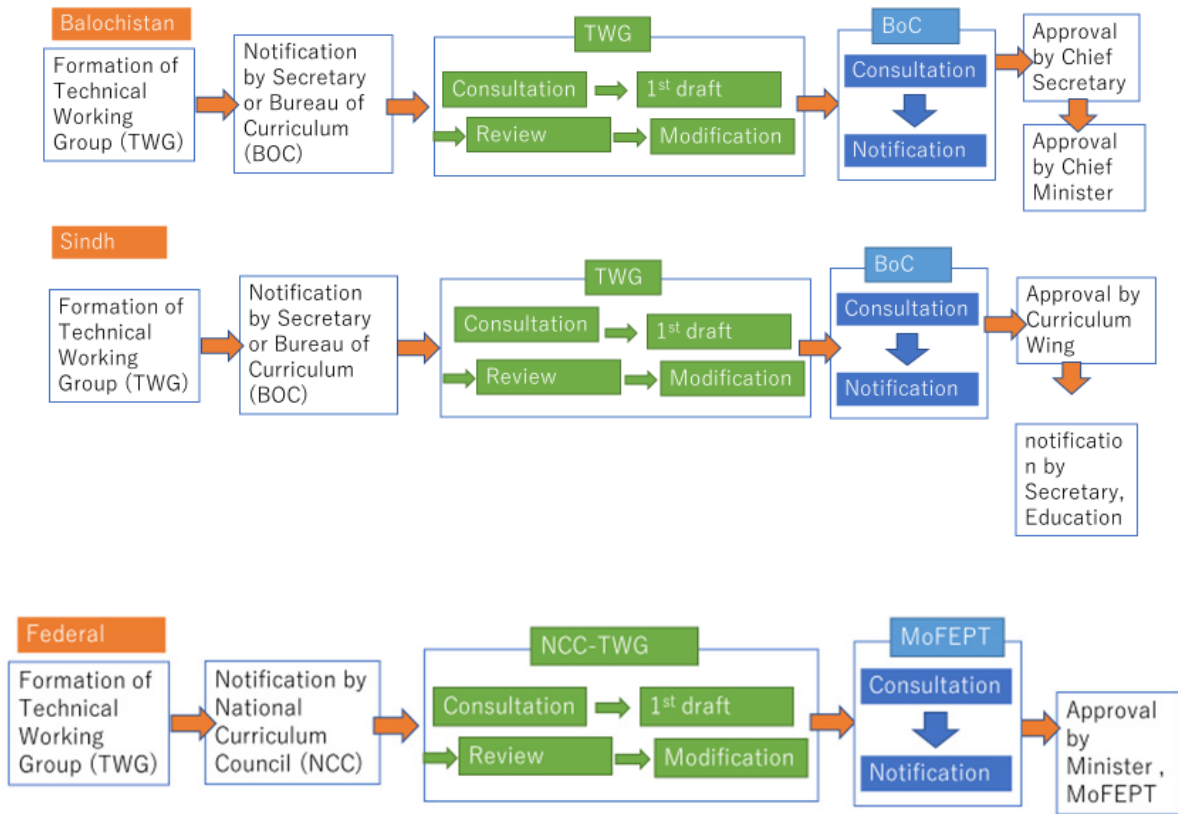 Balochistan
Formation of
Technical
Working
Group (TWG)
Notification
by Secretary
or Bureau of
Curriculum
(BOC)
TWG
Consultation
1st draft
Review
Modification
BoC
Consultation
Notification
Approval
by Chief
Secretary
Approval
by Chief
Minister
Sindh
Formation of
Technical
Working
Group (TWG)
Notification
by Secretary
or Bureau of
Curriculum
(BOC)
TWG
Consultation
1st draft
Review
Modification
BoC
Consultation
Notification
Approval by
Curriculum
Wing
notificatio
n by
Secretary,
Education
Federal
Formation of
Technical
Working
Group (TWG)
Notification by
National
Curriculum
Council (NCC)
NCC-TWG
Consultation
1st draft
Review
Modification
MoFEPT
Consultation
Notification
Approval
by
Minister ,
MoFEPT